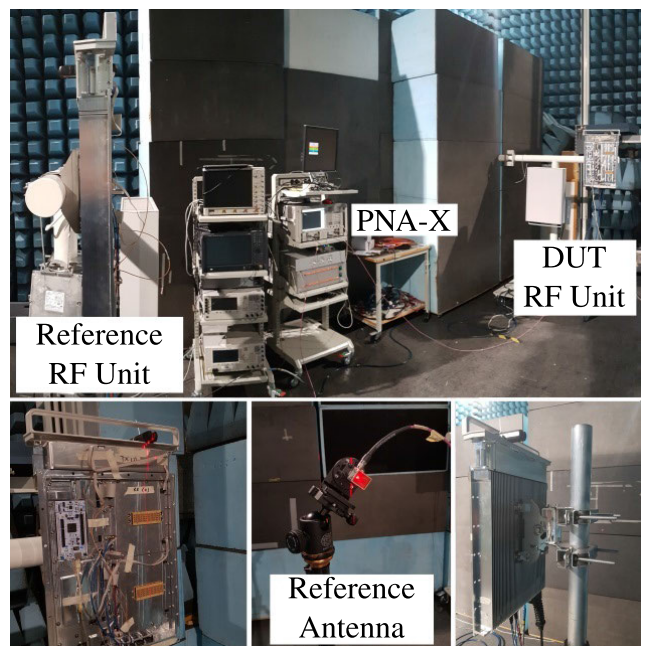 PNA-X
DUT
RF Unit
Reference
RF Unit
Reference
Antenna